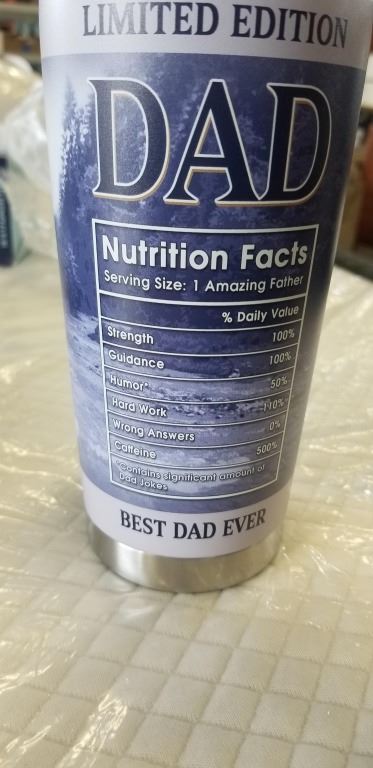 LIMITED EDITION
DAD
Nutrition Facts
Serving Size: 1 Amazing Father
% Daily Value
Strength 100%
Guidance 100%
Humor* 50%
Hard Work 110%
Wrong Answers 0%
Caffeine 500%
*Contains significant amount of
Dad Jokes
BEST DAD EVER